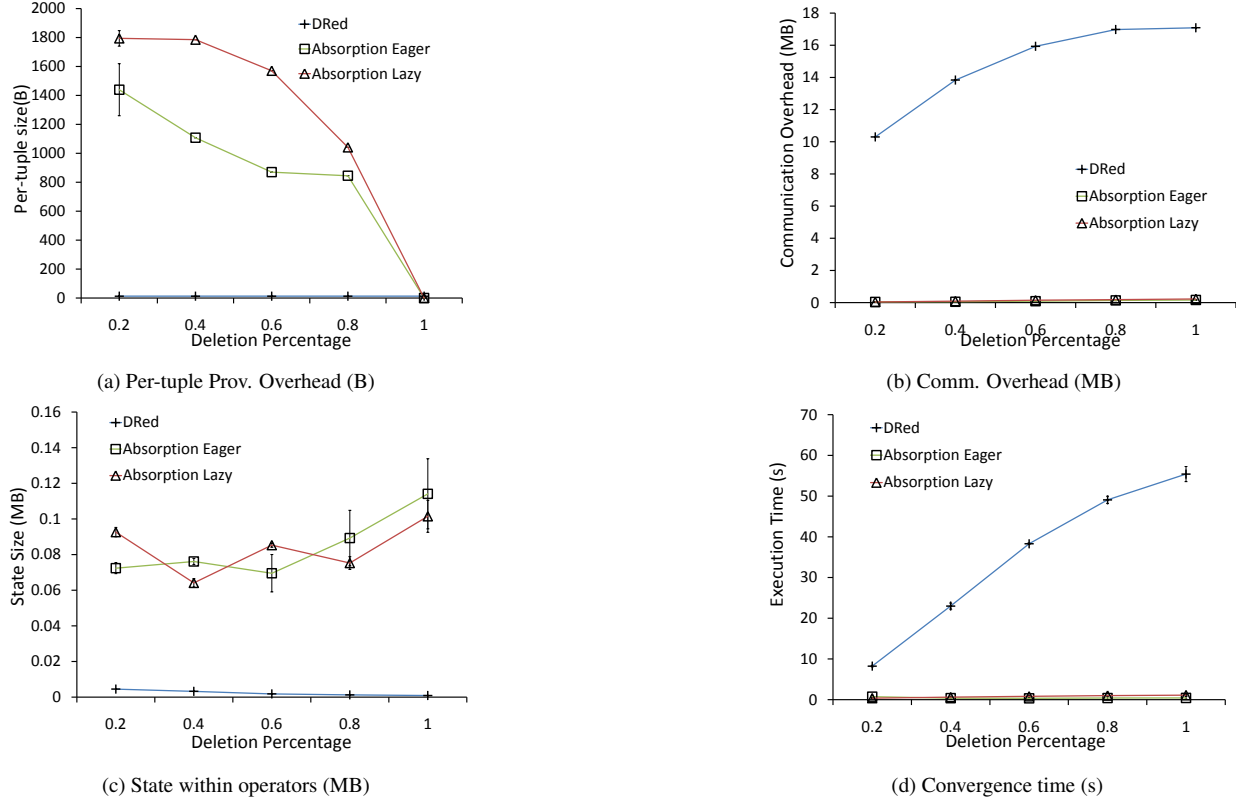 2000
1800
1600
1400
1200
1000
800
600
400
200
0
Per-tuple size(B)
DRed
Absorption Eager
Absorption Lazy
0.2 0.4 0.6 0.8 1
Deletion Percentage
(a) Per-tuple Prov. Overhead (B)
18
16
14
12
10
8
6
4
2
0
Communication Overhead (MB)
DRed
Absorption Eager
Absorption Lazy
0.2 0.4 0.6 0.8 1
Deletion Percentage
(b) Comm. Overhead (MB)
0.16
0.14
0.12
0.1
0.08
0.06
0.04
0.02
0
State Size (MB)
DRed
Absorption Eager
Absorption Lazy
0.2 0.4 0.6 0.8 1
Deletion Percentage
(c) State within operators (MB)
70
60
50
40
30
20
10
0
Execution Time (s)
DRed
Absorption Eager
Absorption Lazy
0.2 0.4 0.6 0.8 1
Deletion Percentage
(d) Convergence time (s)